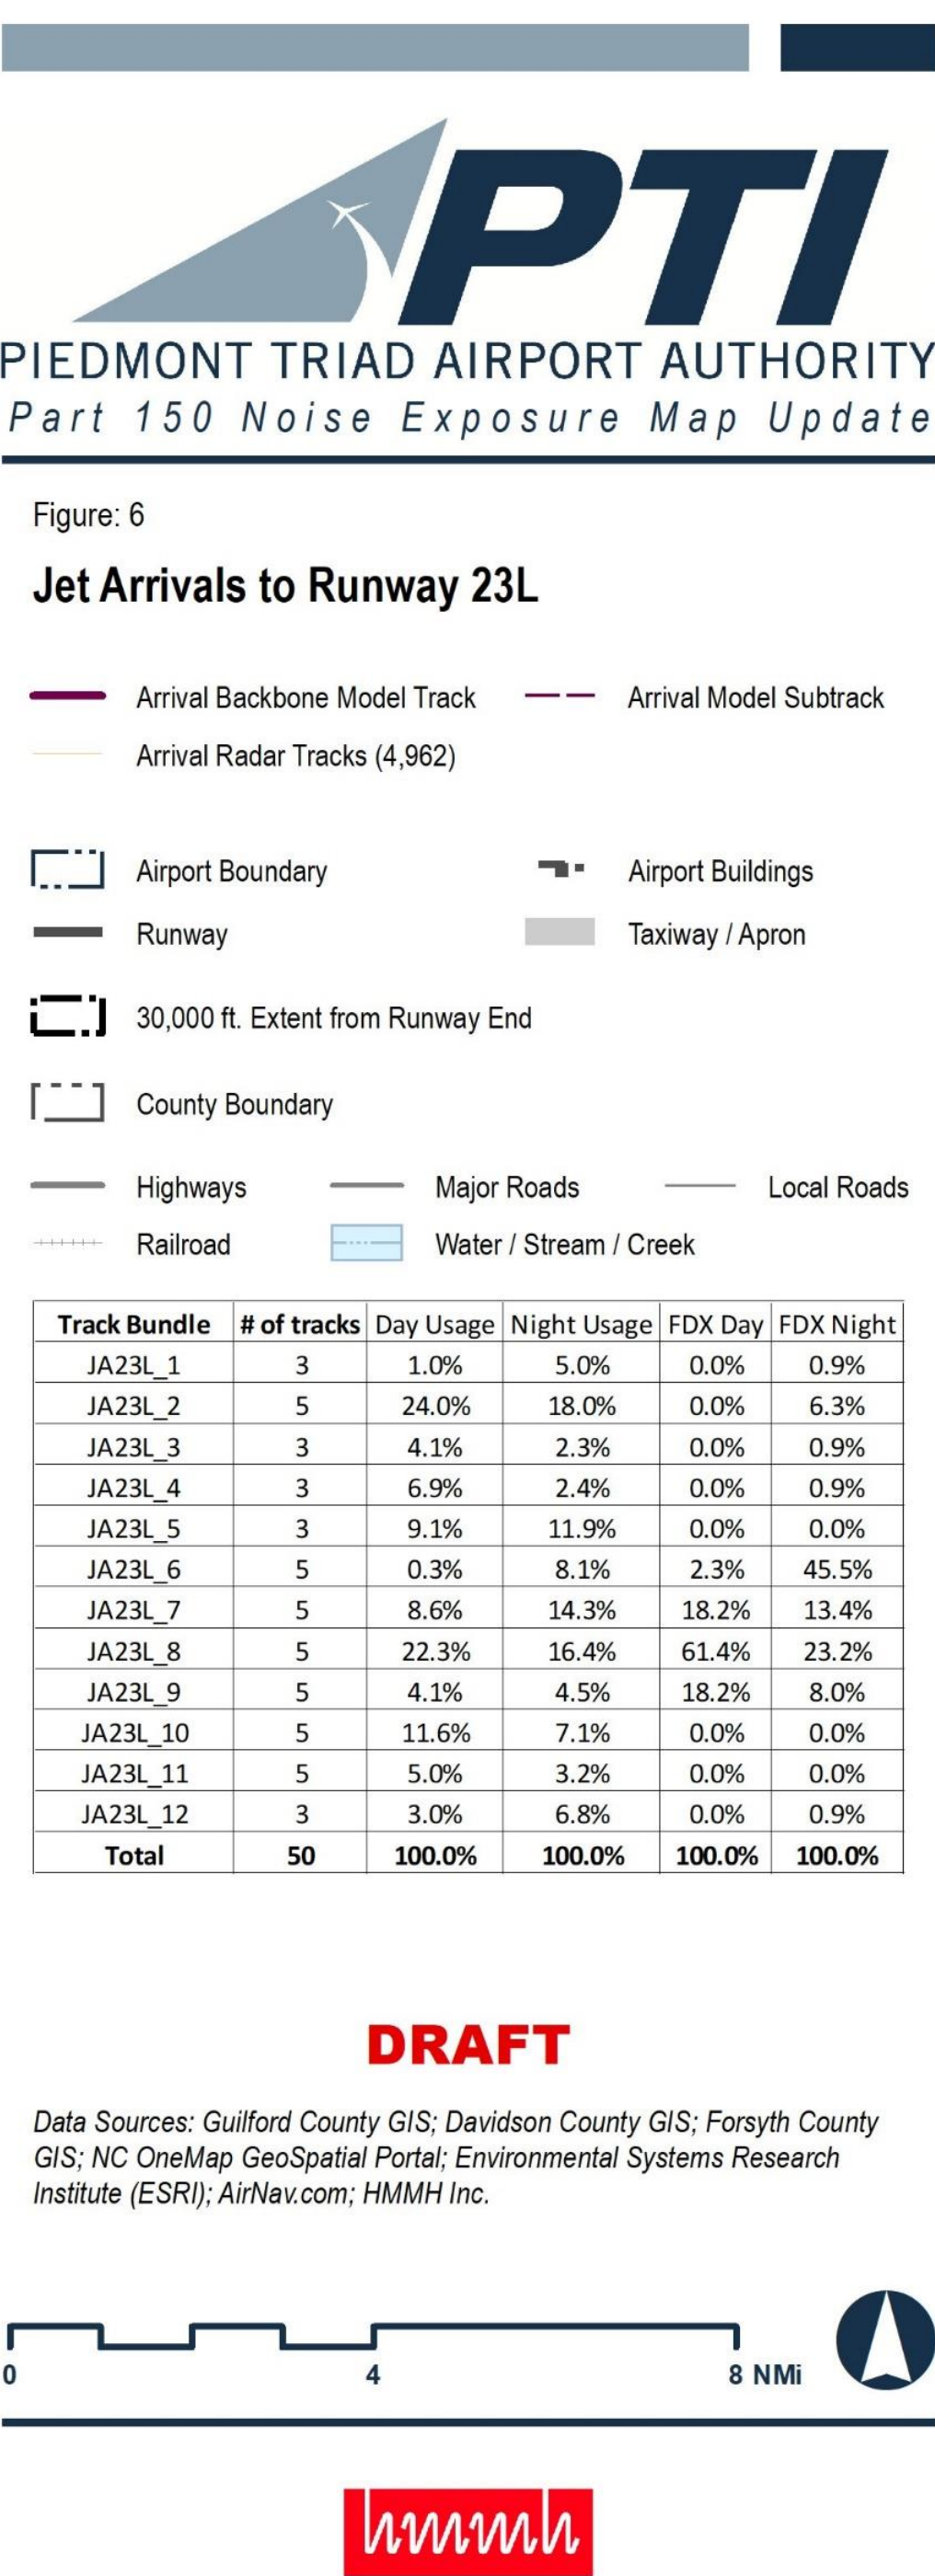 PTI
PIEDMONT TRIAD AIRPORT AUTHORITY
Part 150 Noise Exposure Map Update
Figure: 6
Jet Arrivals to Runway 23L
Arrival Backbone Model Track Arrival Model Subtrack
Arrival Radar Tracks (4,962)
Airport Boundary Airport Buildings
Runway Taxiway / Apron
30,000 ft. Extent from Runway End
County Boundary
Highways Major Roads Local Roads
Railroad Water / Stream / Creek
Track Bundle # of tracks Day Usage Night Usage FDX Day FDX Night
JA23L_1 3 1.0% 5.0% 0.0% 0.9%
JA23L_2 5 24.0% 18.0% 0.0% 6.3%
JA23L_3 3 4.1% 2.3% 0.0% 0.9%
JA23L_4 3 6.9% 2.4% 0.0% 0.9%
JA23L_5 3 9.1% 11.9% 0.0% 0.0%
JA23L_6 5 0.3% 8.1% 2.3% 45.5%
JA23L_7 5 8.6% 14.3% 18.2% 13.4%
JA23L_8 5 22.3% 16.4% 61.4% 23.2%
JA23L_9 5 4.1% 4.5% 18.2% 8.0%
JA23L_10 5 11.6% 7.1% 0.0% 0.0%
JA23L_11 5 5.0% 3.2% 0.0% 0.0%
JA23L_12 3 3.0% 6.8% 0.0% 0.9%
Total 50 100.0% 100.0% 100.0% 100.0%
DRAFT
Data Sources: Guilford County GIS; Davidson County GIS; Forsyth County
GIS; NC OneMap GeoSpatial Portal; Environmental Systems Research
Institute (ESRI); AirNav.com; HMMH Inc.
0 4 8 NMi
hmmh